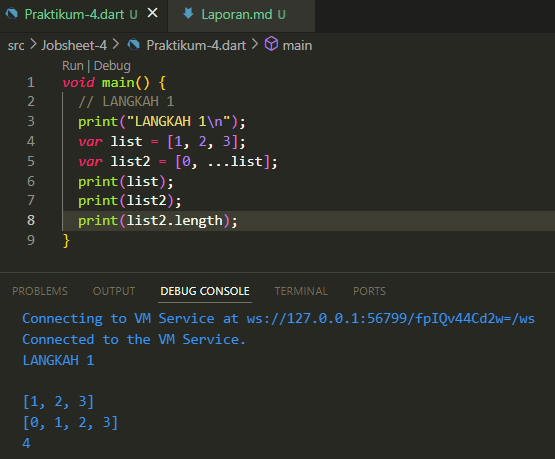 Praktikum-4.dart U
Laporan.md U
src > Jobsheet-4 > Praktikum-4.dart > main
Run | Debug
1 void main() {
2 // LANGKAH 1
3 print("LANGKAH 1\n");
4 var list = [1, 2, 3];
5 var list2 = [0, ...list];
6 print(list);
7 print(list2);
8 print(list2.length);
9 }
PROBLEMS OUTPUT DEBUG CONSOLE TERMINAL PORTS
Connecting to VM Service at ws://127.0.0.1:56799/fpIQv44Cd2w=/ws
Connected to the VM Service.
LANGKAH 1
[1, 2, 3]
[0, 1, 2, 3]
4